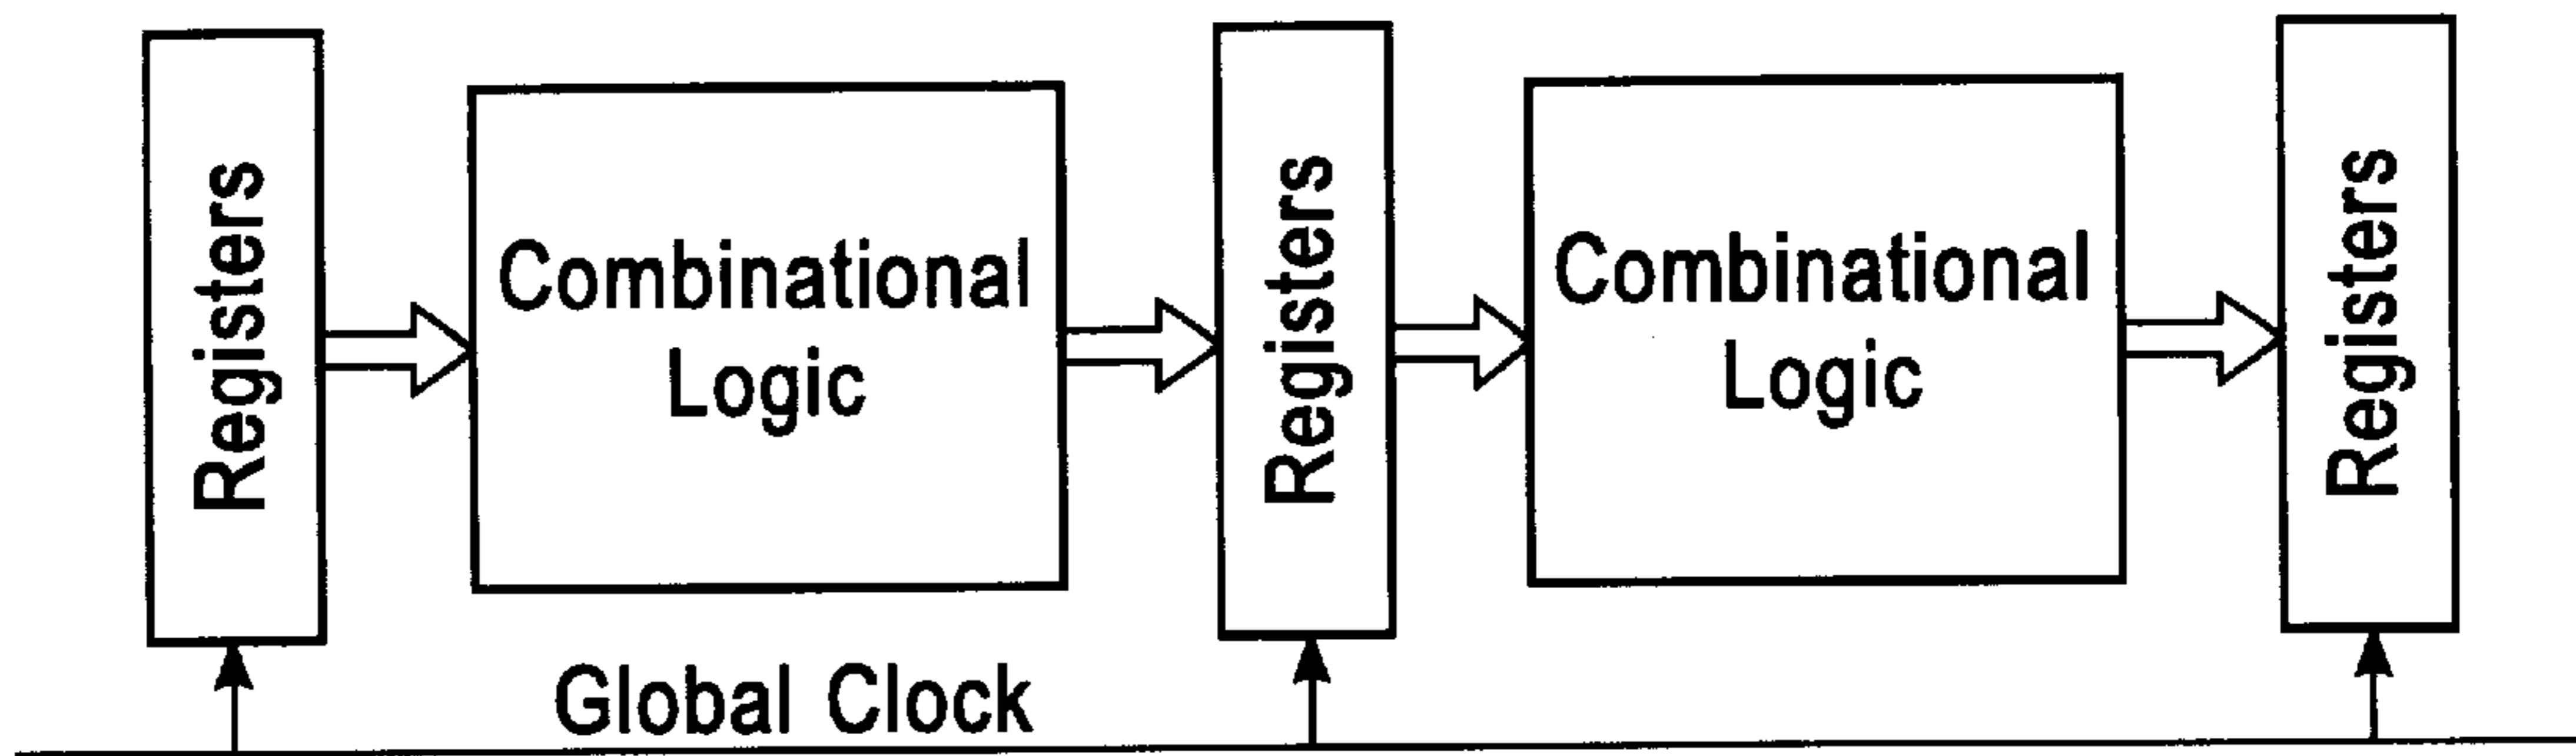 Registers
Combinational
Logic
Registers
Combinational
Logic
Registers
Global Clock